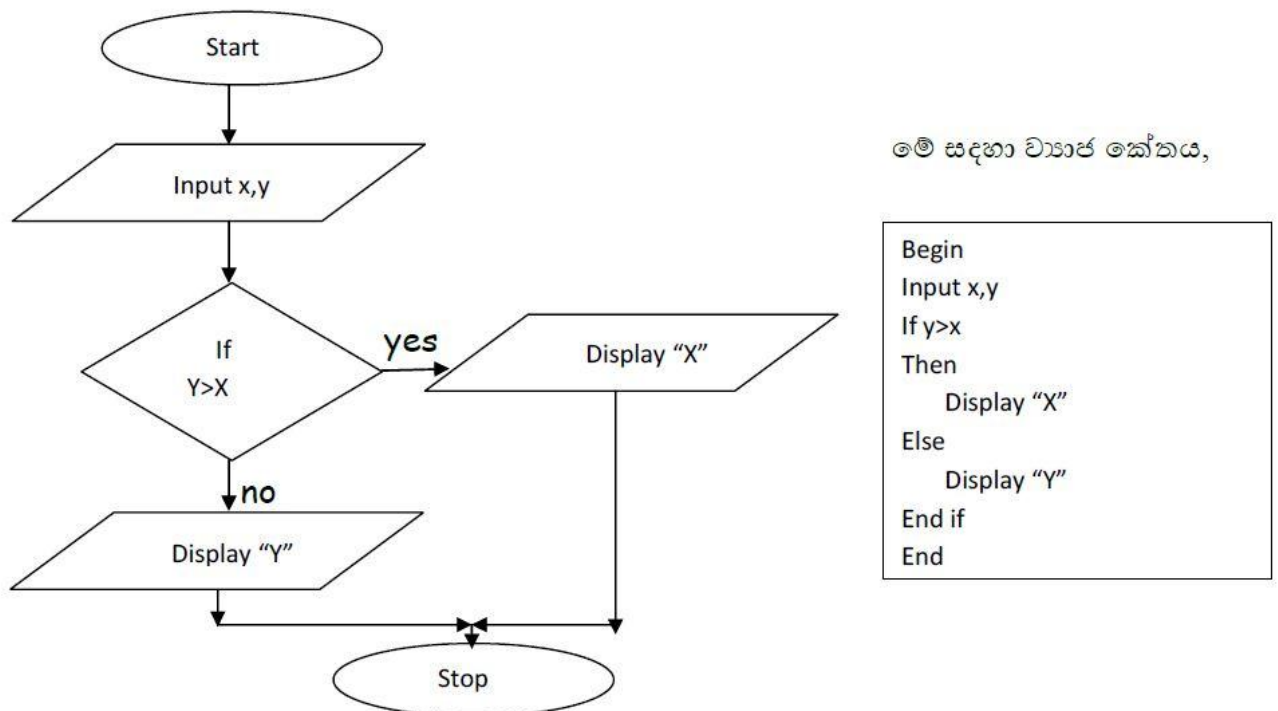 Start
Input x,y
If
Y>X
yes
Display “X”
no
Display “Y”
Stop
මේ සදහා ව්‍යාජ කේතය,
Begin
Input x,y
If y>x
Then
Display “X”
Else
Display “Y”
End if
End